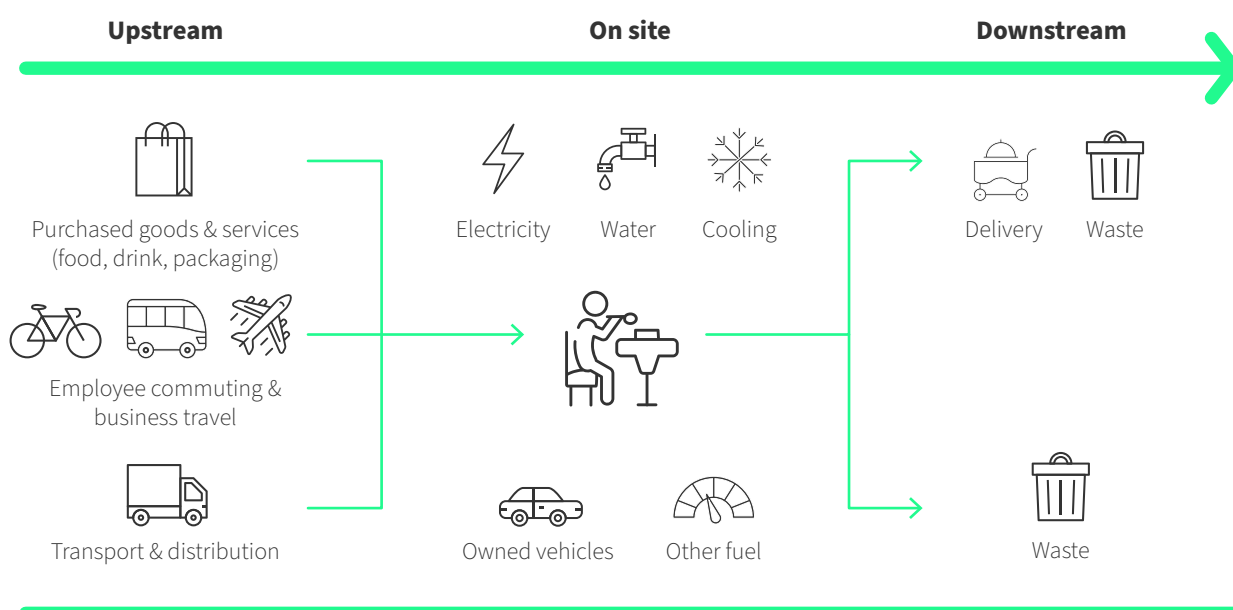 Upstream
On site
Downstream
Purchased goods & services
(food, drink, packaging)
Electricity
Water
Cooling
Delivery
Waste
Employee commuting &
business travel
Transport & distribution
Owned vehicles
Other fuel
Waste